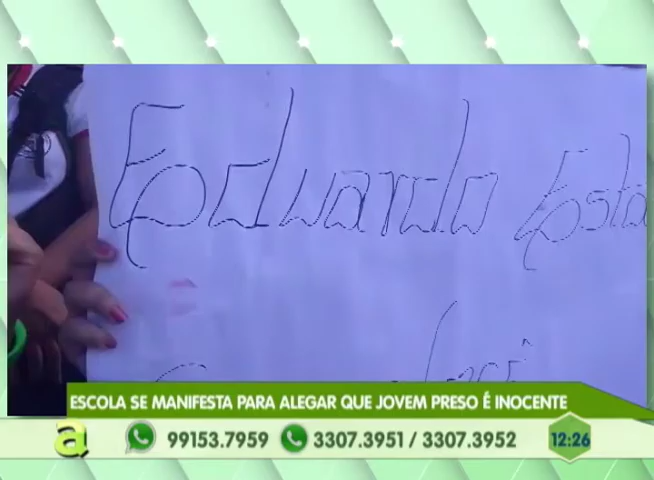 Eduardo Esta
você
ESCOLA SE MANIFESTA PARA ALEGAR QUE JOVEM PRESO É INOCENTE
a 99153.7959 3307.3951 / 3307.3952 12:26